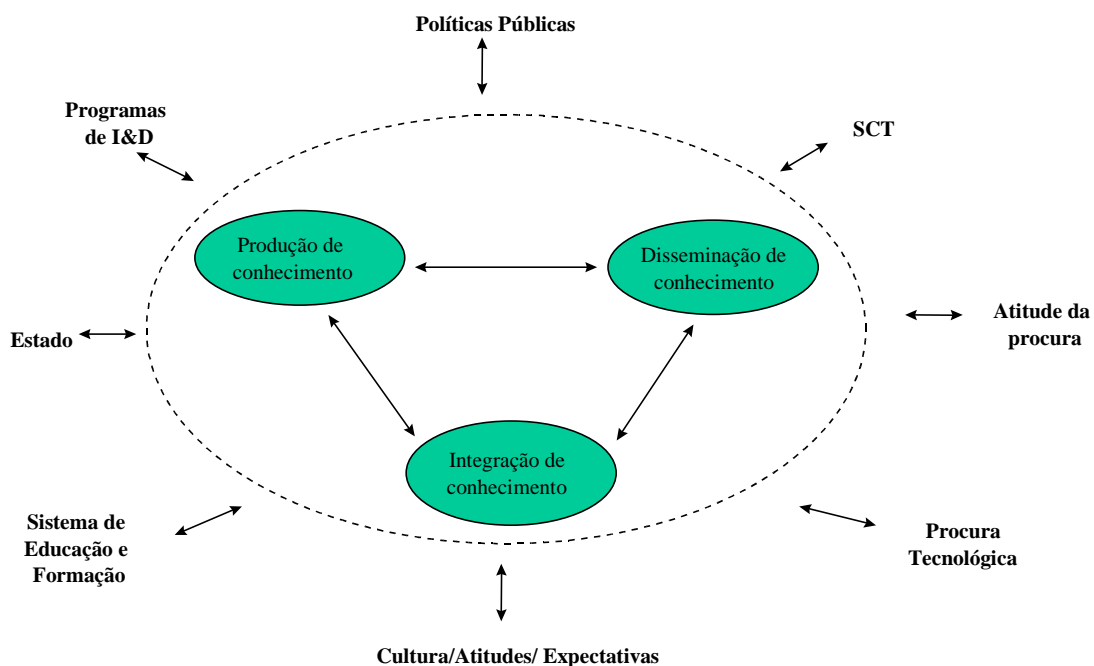 Políticas Públicas
Programas
de I&D
SCT
Produção de
conhecimento
Disseminação de
conhecimento
Estado
Atitude da
procura
Integração de
conhecimento
Sistema de
Educação e
Formação
Procura
Tecnológica
Cultura/Atitudes/ Expectativas